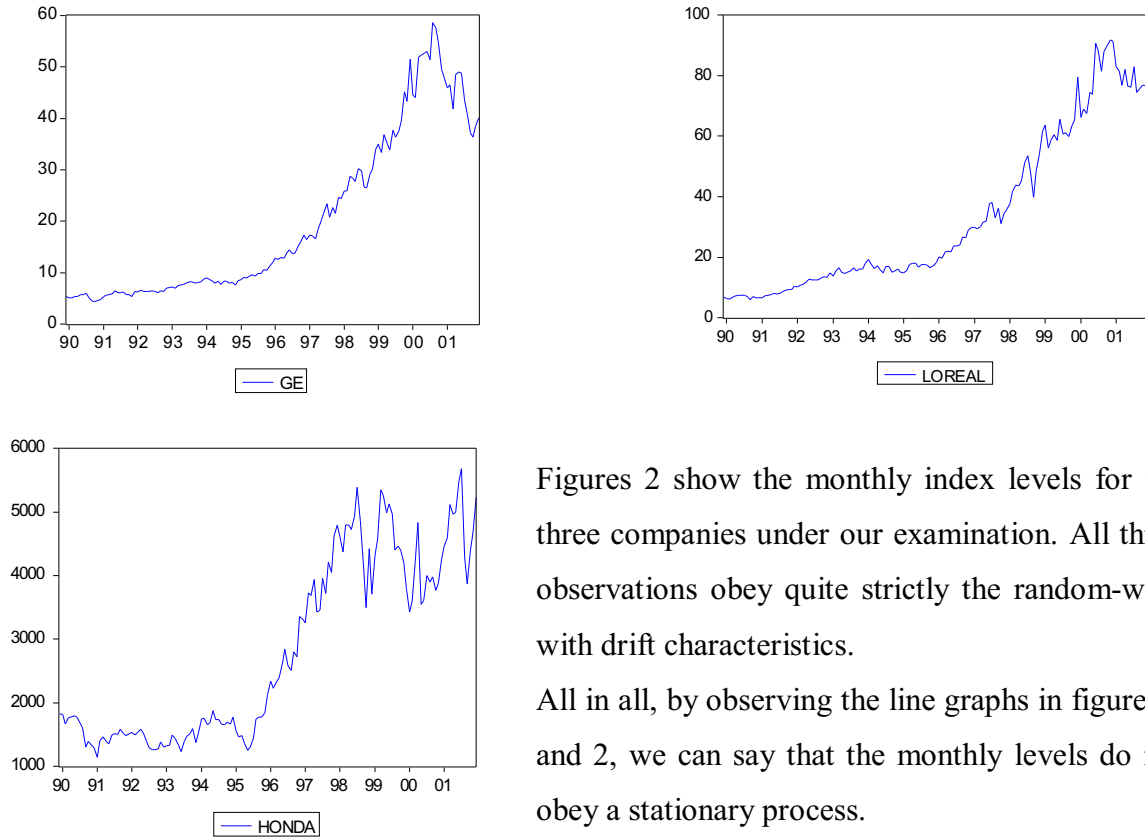 60
50
40
30
20
10
0
90 91 92 93 94 95 96 97 98 99 00 01
GE
100
80
60
40
20
0
90 91 92 93 94 95 96 97 98 99 00 01
LOREAL
6000
5000
4000
3000
2000
1000
90 91 92 93 94 95 96 97 98 99 00 01
HONDA
Figures 2 show the monthly index levels for
three companies under our examination. All
observations obey quite strictly the
with drift characteristics.
All in all, by observing the line graphs in
and 2, we can say that the monthly levels do
obey a stationary process.